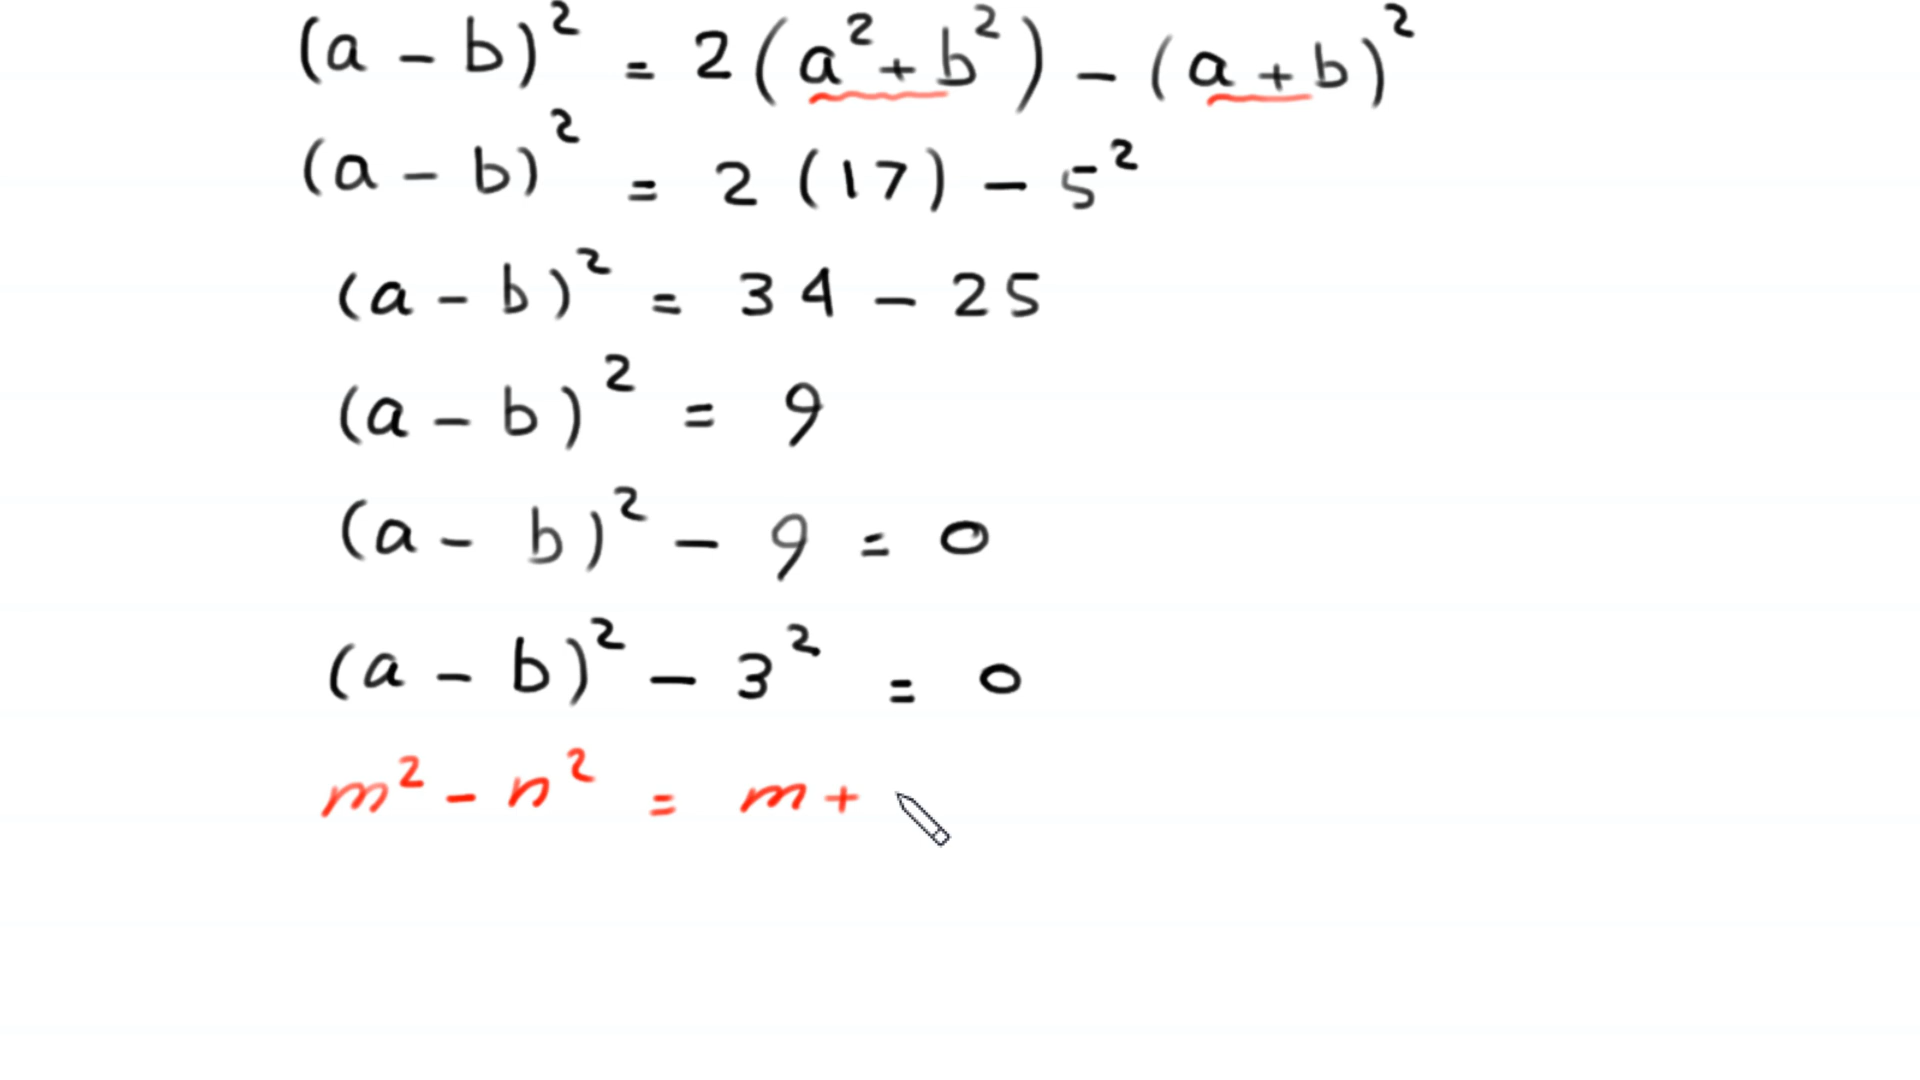 (a - b)² = 2(a² + b²) - (a + b)²
(a - b)² = 2(17) - 5²
(a - b)² = 34 - 25
(a - b)² = 9
(a - b)² - 9 = 0
(a - b)² - 3² = 0
m² - n² = m +